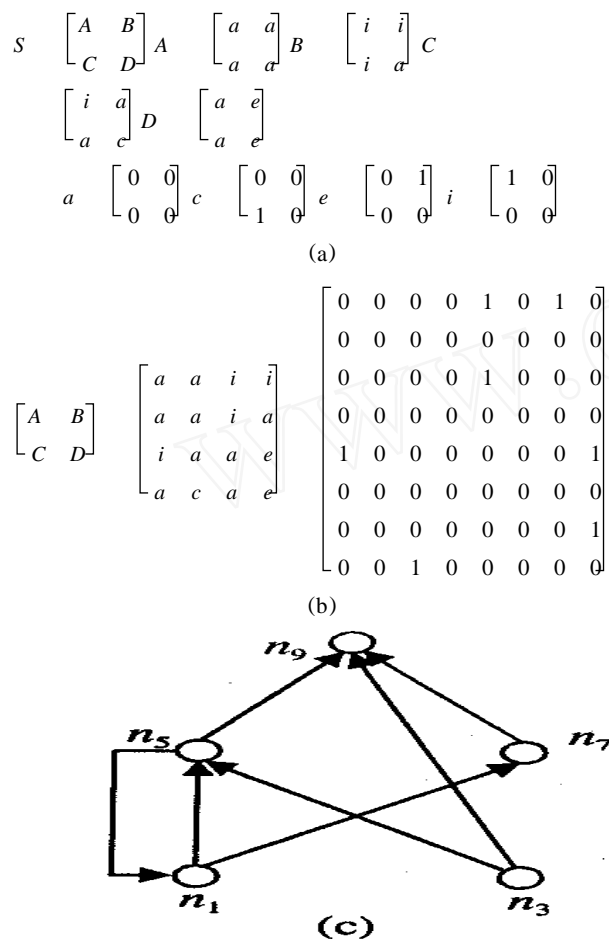 S [A B C D] A [a a a a] B [i i i a] C
[i a a c] D [a e a e]
a [0 0 0 0] c [0 0 1 0] e [0 1 0 0] i [1 0 0 0]
(a)
A B
C D
a a i i
a a i a
i a a e
a c a e
0 0 0 0 1 0 1 0
0 0 0 0 0 0 0 0
0 0 0 0 1 0 0 0
0 0 0 0 0 0 0 0
1 0 0 0 0 0 0 1
0 0 0 0 0 0 0 0
0 0 0 0 0 0 0 1
0 0 1 0 0 0 0 0
(b)
n9
n5
n7
n1
n3
(c)